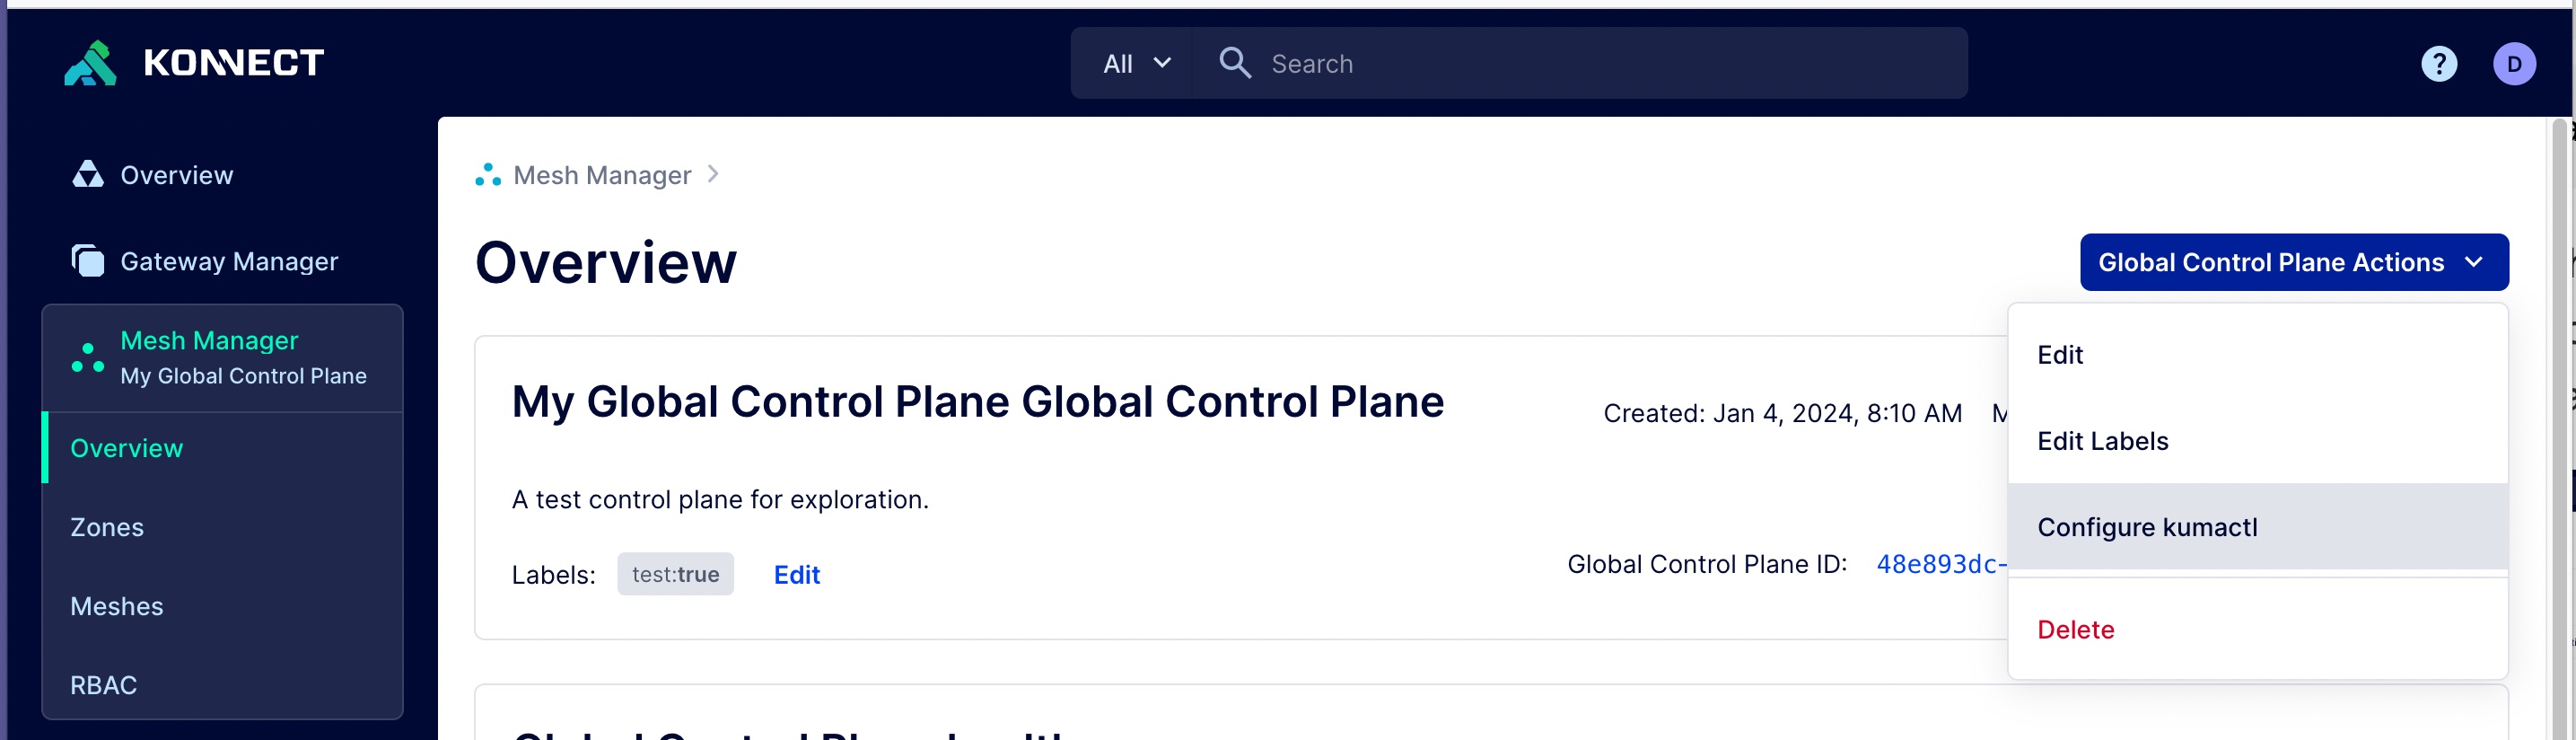 KONNECT
All
Search
?
D
Overview
Gateway Manager
Mesh Manager
My Global Control Plane
Overview
Zones
Meshes
RBAC
Mesh Manager
Overview
Global Control Plane Actions
Edit
Edit Labels
Configure kumactl
Delete
My Global Control Plane Global Control Plane
Created: Jan 4, 2024, 8:10 AM
A test control plane for exploration.
Labels: test:true Edit
Global Control Plane ID: 48e893dc-
Global Control Plane